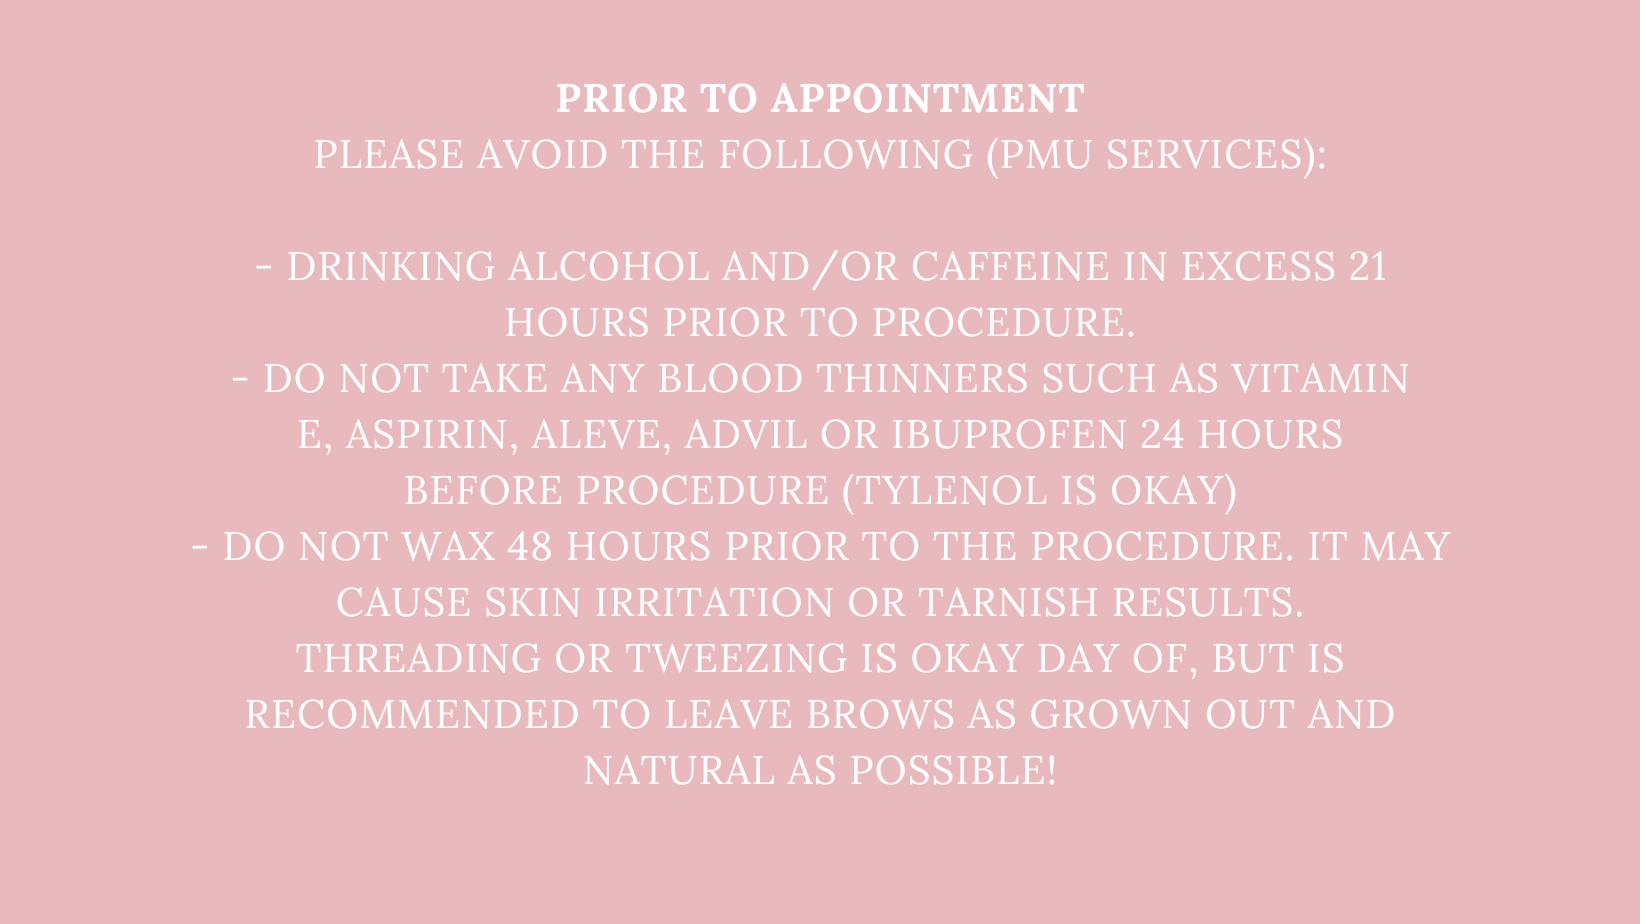 PRIOR TO APPOINTMENT
PLEASE AVOID THE FOLLOWING (PMU SERVICES):
- DRINKING ALCOHOL AND/OR CAFFEINE IN EXCESS 21
HOURS PRIOR TO PROCEDURE.
- DO NOT TAKE ANY BLOOD THINNERS SUCH AS VITAMIN
E, ASPIRIN, ALEVE, ADVIL OR IBUPROFEN 24 HOURS
BEFORE PROCEDURE (TYLENOL IS OKAY)
- DO NOT WAX 48 HOURS PRIOR TO THE PROCEDURE. IT MAY
CAUSE SKIN IRRITATION OR TARNISH RESULTS.
THREADING OR TWEEZING IS OKAY DAY OF, BUT IS
RECOMMENDED TO LEAVE BROWS AS GROWN OUT AND
NATURAL AS POSSIBLE!